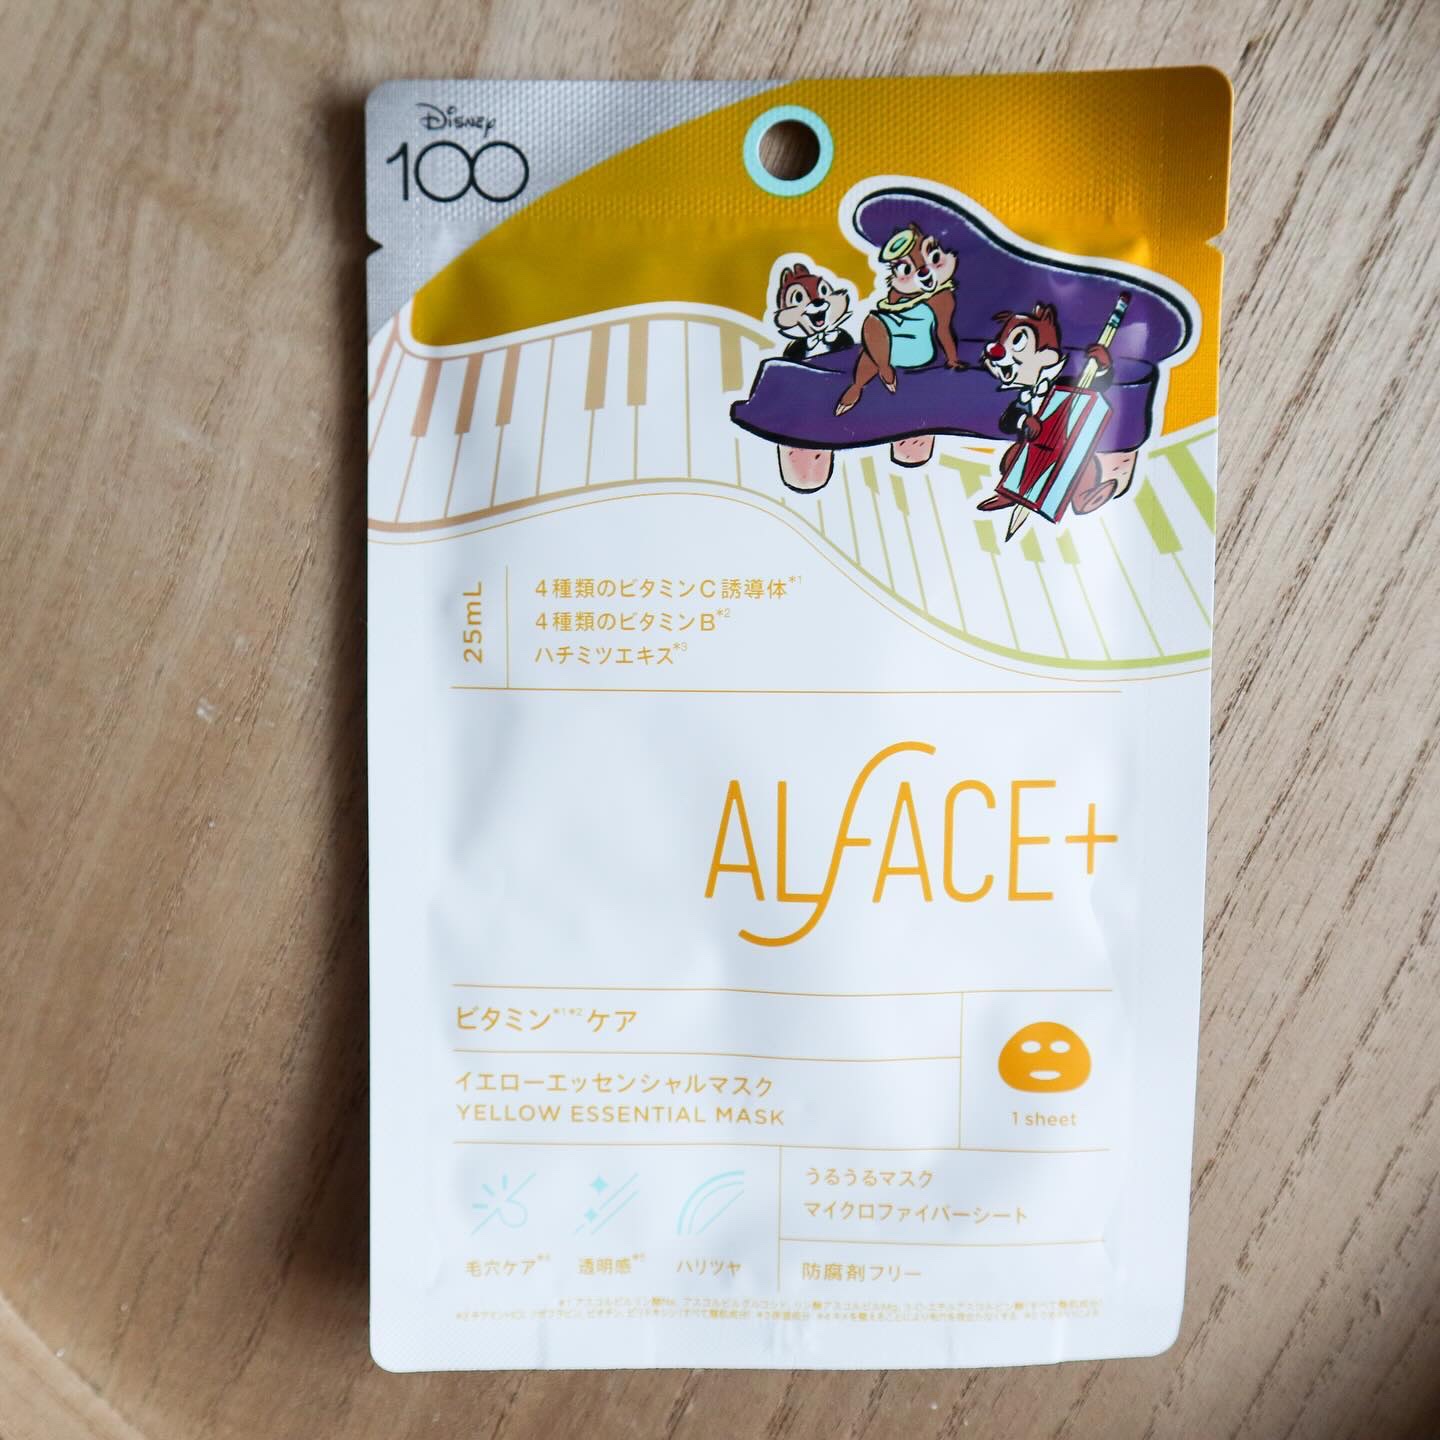 Disney
100
25mL
4種類のビタミンC誘導体*1
4種類のビタミンB*2
ハチミツエキス*3
ALFACE+
ビタミン*1*2ケア
イエローエッセンシャルマスク
YELLOW ESSENTIAL MASK
1 sheet
毛穴ケア*4
透明感*5
ハリツヤ
うるうるマスク
マイクロファイバーシート
防腐剤フリー